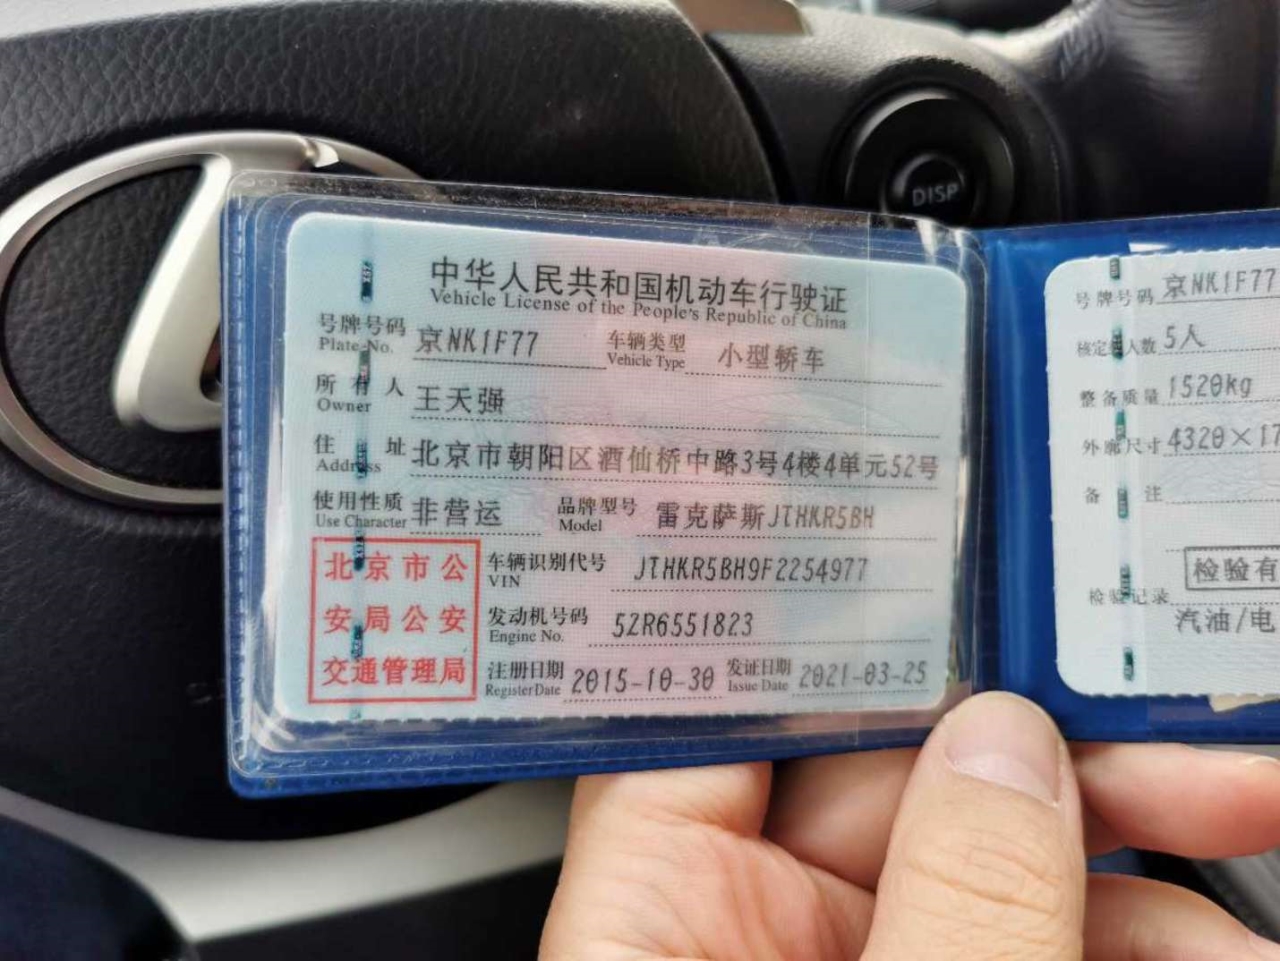 DISP
中华人民共和国机动车行驶证
Vehicle License of the People's Republic of China
号牌号码 京NK1F77 车辆类型 小型轿车
Plate No. Vehicle Type
所有人 王天强
Owner
住址 北京市朝阳区酒仙桥中路3号4楼4单元52号
Address
使用性质 非营运 品牌型号 雷克萨斯JTHKR5BH
Use Character Model
北京市公
安局公安
交通管理局
车辆识别代号 JTHKR5BH9F2254977
VIN
发动机号码 5ZR6551823
Engine No.
注册日期 2015-10-30 发证日期 2021-03-25
Register Date Issue Date
号牌号码 京NK1F77
核定 人数 5人
整备质量 1520kg
外廓尺寸 4320×17
备注
检验有
检验记录
汽油/电